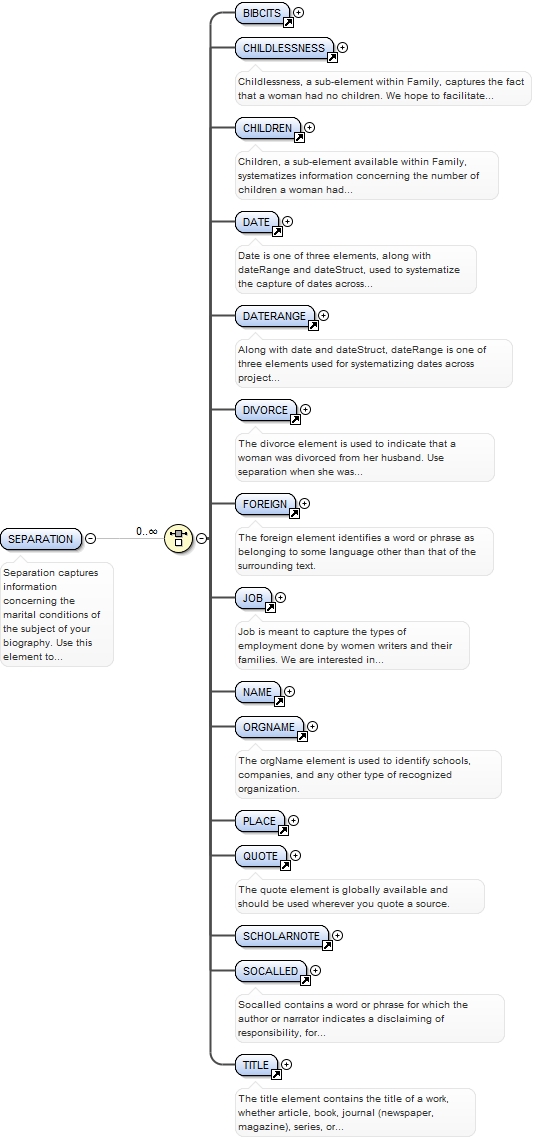 BIBCITS
CHILDLESSNESS
Childlessness, a sub-element within Family, captures the fact
that a woman had no children. We hope to facilitate...
CHILDREN
Children, a sub-element available within Family,
systematizes information concerning the number of
children a woman had...
DATE
Date is one of three elements, along with
dateRange and dateStruct, used to systematize
the capture of dates across...
DATERANGE
Along with date and dateStruct, dateRange is one of
three elements used for systematizing dates across
project...
DIVORCE
The divorce element is used to indicate that a
woman was divorced from her husband. Use
separation when she was...
FOREIGN
The foreign element identifies a word or phrase as
belonging to some language other than that of the
surrounding text.
SEPARATION
0..∞
Separation captures
information
concerning the
marital conditions of
the subject of your
biography. Use this
element to...
JOB
Job is meant to capture the types of
employment done by women writers and their
families. We are interested in...
NAME
ORGNAME
The orgName element is used to identify schools,
companies, and any other type of recognized
organization.
PLACE
QUOTE
The quote element is globally available and
should be used wherever you quote a source.
SCHOLARNOTE
SOCALLED
Socalled contains a word or phrase for which the
author or narrator indicates a disclaiming of
responsibility, for...
TITLE
The title element contains the title of a work,
whether article, book, journal (newspaper,
magazine), series, or...